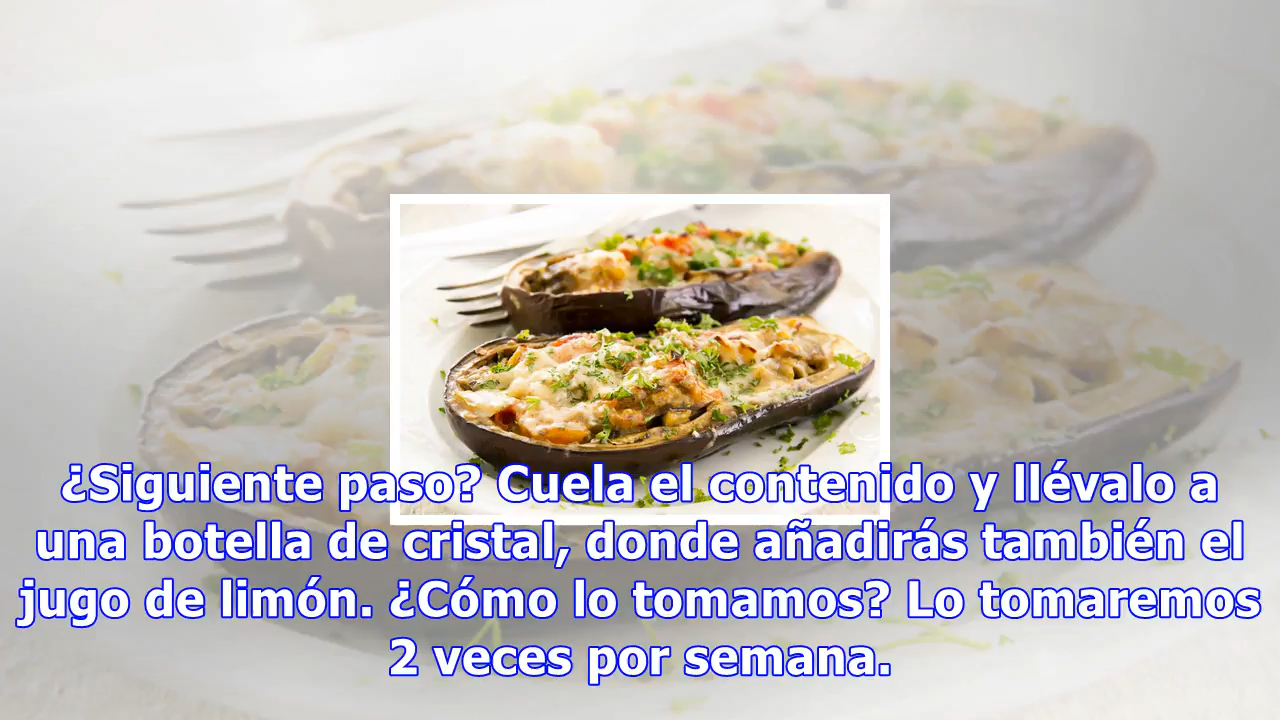 ¿Siguiente paso? Cuela el contenido y llévalo a
una botella de cristal, donde añadirás también el
jugo de limón. ¿Cómo lo tomamos? Lo tomaremos
2 veces por semana.